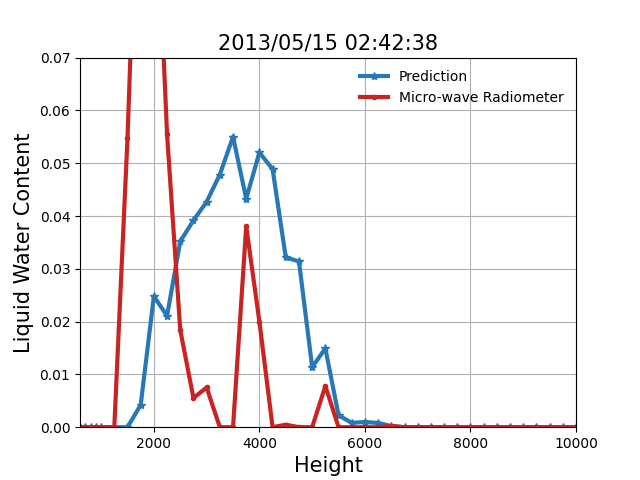 2013/05/15 02:42:38
0.07
0.06
0.05
0.04
0.03
0.02
0.01
0.00
Liquid Water Content
Prediction
Micro-wave Radiometer
2000 4000 6000 8000 10000
Height